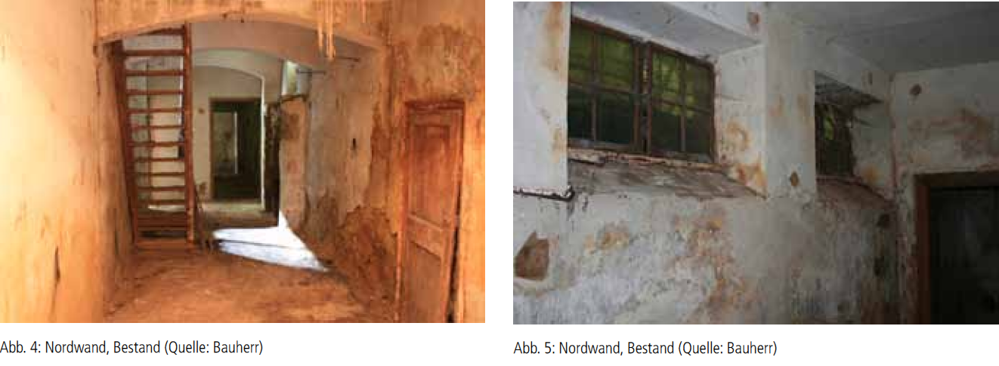 Abb. 4: Nordwand, Bestand (Quelle: Bauherr)
Abb. 5: Nordwand, Bestand (Quelle: Bauherr)